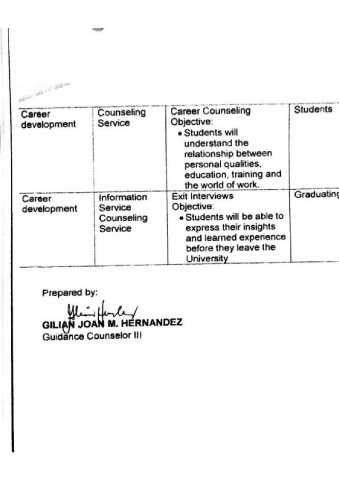 Career development
Counseling Service
Career Counseling
Objective:
• Students will
understand the
relationship between
personal qualities,
education, training and
the world of work.
Students
Career development
Information Service
Counseling Service
Exit Interviews
Objective:
• Students will be able to
express their insights
and learned experience
before they leave the
University
Graduating
Prepared by:
GILIAN JOAN M. HERNANDEZ
Guidance Counselor III